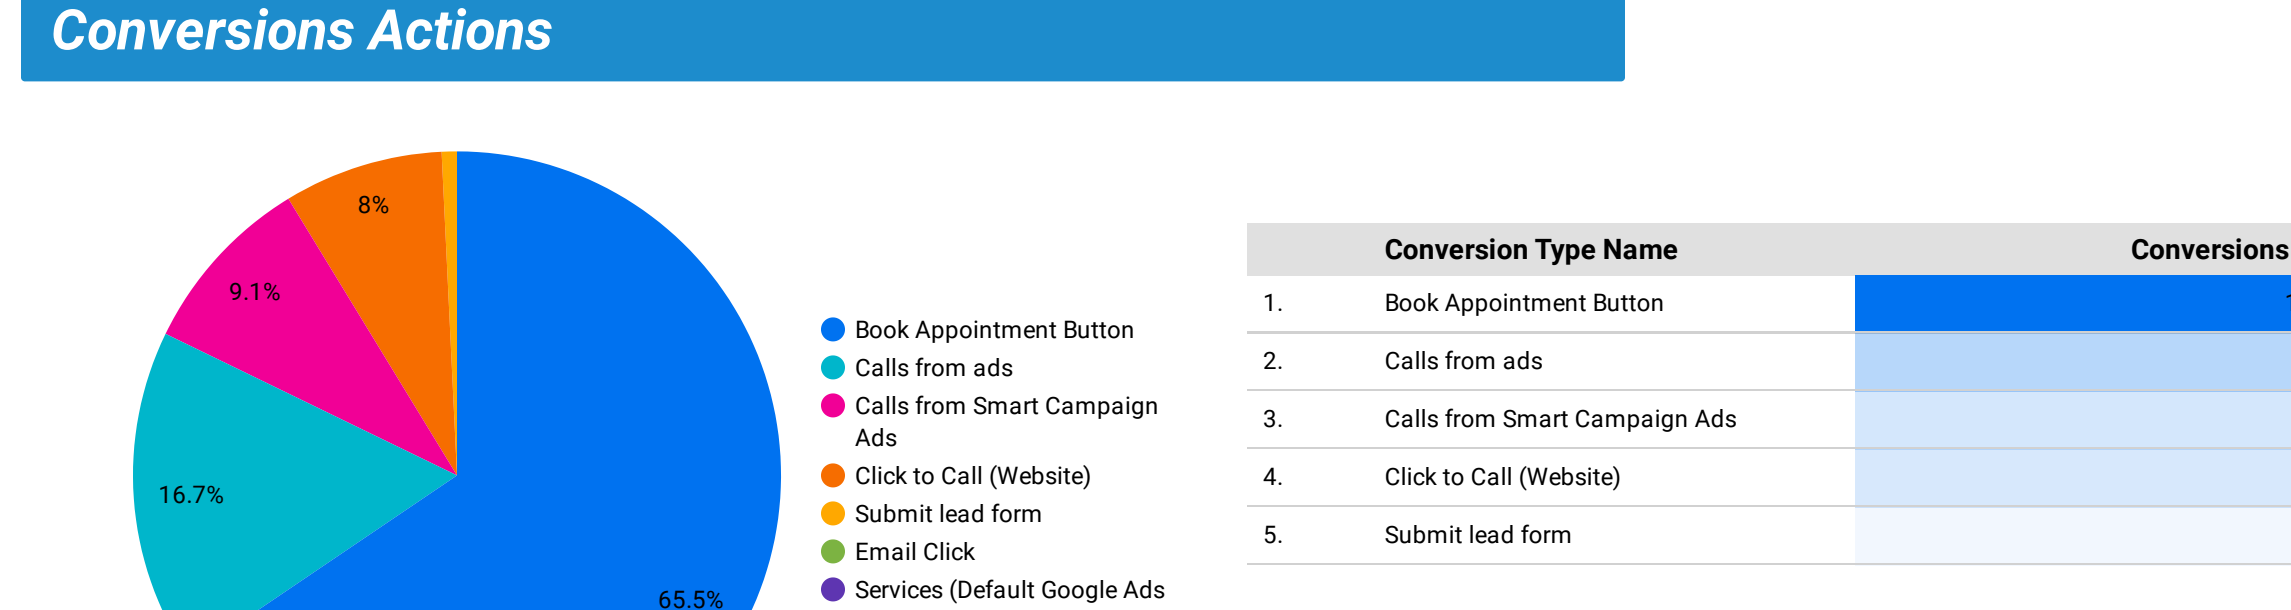 Conversions Actions
8%
9.1%
16.7%
65.5%
Book Appointment Button
Calls from ads
Calls from Smart Campaign
Ads
Click to Call (Website)
Submit lead form
Email Click
Services (Default Google Ads
Conversion Type Name Conversions
1. Book Appointment Button
2. Calls from ads
3. Calls from Smart Campaign Ads
4. Click to Call (Website)
5. Submit lead form